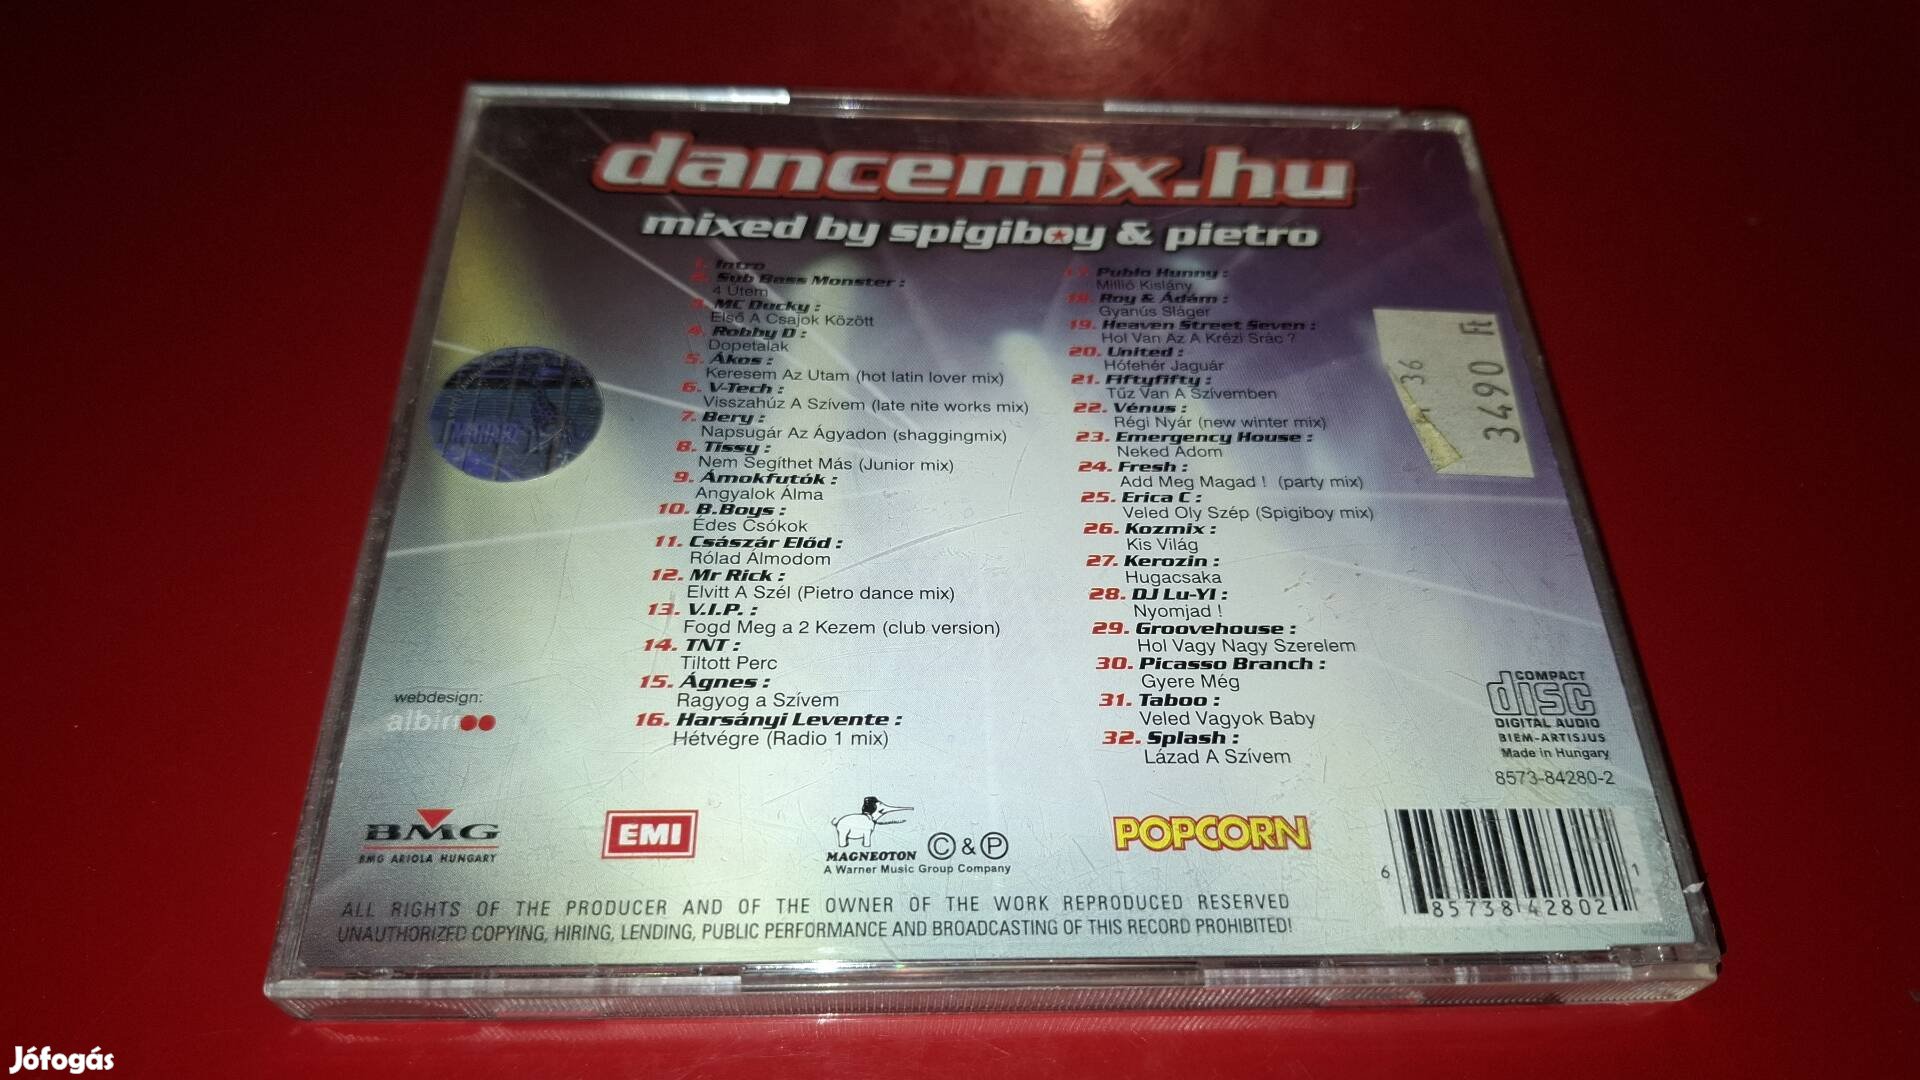 dancemix.hu
mixed by spigiboy & pietro
1. Intro
2. Sub Bass Monster :
4 Ütem
3. MC Ducky :
Első A Csajok Között
4. Robby D :
Dopetalak
5. Ákos :
Keresem Az Utam (hot latin lover mix)
6. V-Tech :
Visszahúz A Szívem (late nite works mix)
7. Bery :
Napsugár Az Ágyadon (shaggingmix)
8. Tissy :
Nem Segíthet Más (Junior mix)
9. Ámokfutók :
Angyalok Álma
10. B.Boys :
Édes Csókok
11. Császár Előd :
Rólad Álmodom
12. Mr Rick :
Elvitt A Szél (Pietro dance mix)
13. V.I.P. :
Fogd Meg a 2 Kezem (club version)
14. TNT :
Tiltott Perc
15. Ágnes :
Ragyog a Szívem
16. Harsányi Levente :
Hétvégre (Radio 1 mix)
17. Publo Hunny :
Millió Kislány
18. Roy & Ádám :
Gyanús Sláger
19. Heaven Street Seven :
Hol Van Az A Krézi Srác ?
20. United :
Hófehér Jaguár
21. Fiftyfifty :
Tűz Van A Szívemben
22. Vénus :
Régi Nyár (new winter mix)
23. Emergency House :
Neked Adom
24. Fresh :
Add Meg Magad ! (party mix)
25. Erica C :
Veled Oly Szép (Spigiboy mix)
26. Kozmix :
Kis Világ
27. Kerozin :
Hugacsaka
28. DJ Lu-Yi :
Nyomjad !
29. Groovehouse :
Hol Vagy Nagy Szerelem
30. Picasso Branch :
Gyere Még
31. Taboo :
Veled Vagyok Baby
32. Splash :
Lázad A Szívem
36
3490 Ft
webdesign:
albinoo
COMPACT
disc
DIGITAL AUDIO
BIEM-ARTISJUS
Made in Hungary
8573-84280-2
BMG
BMG ARIOLA HUNGARY
EMI
MAGNEOTON © & ℗
A Warner Music Group Company
POPCORN
6 85738 42802 1
ALL RIGHTS OF THE PRODUCER AND OF THE OWNER OF THE WORK REPRODUCED RESERVED
UNAUTHORIZED COPYING, HIRING, LENDING, PUBLIC PERFORMANCE AND BROADCASTING OF THIS RECORD PROHIBITED!
Jófogás